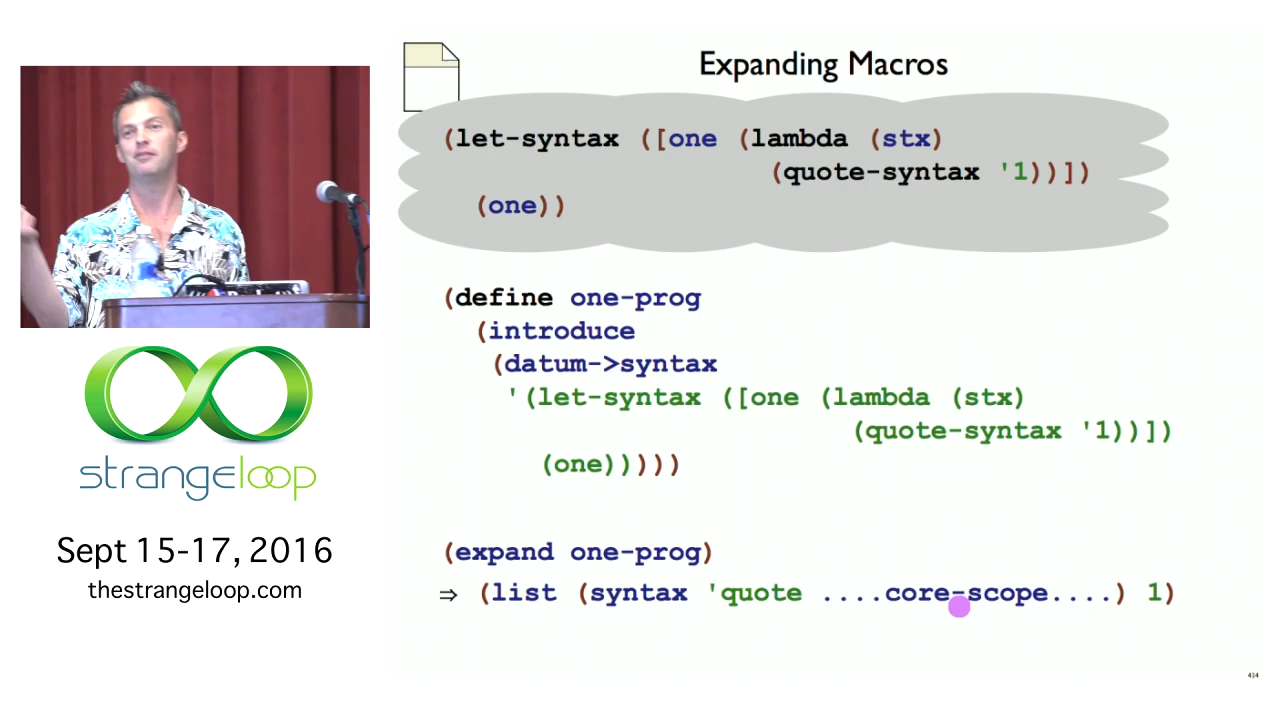 Expanding Macros
(let-syntax ([one (lambda (stx)
(quote-syntax '1))])
(one))
(define one-prog
(introduce
(datum->syntax
'(let-syntax ([one (lambda (stx)
(quote-syntax '1))])
(one)))))
(expand one-prog)
⇒ (list (syntax 'quote ....core-scope....) 1)
414
strangeloop
Sept 15-17, 2016
thestrangeloop.com